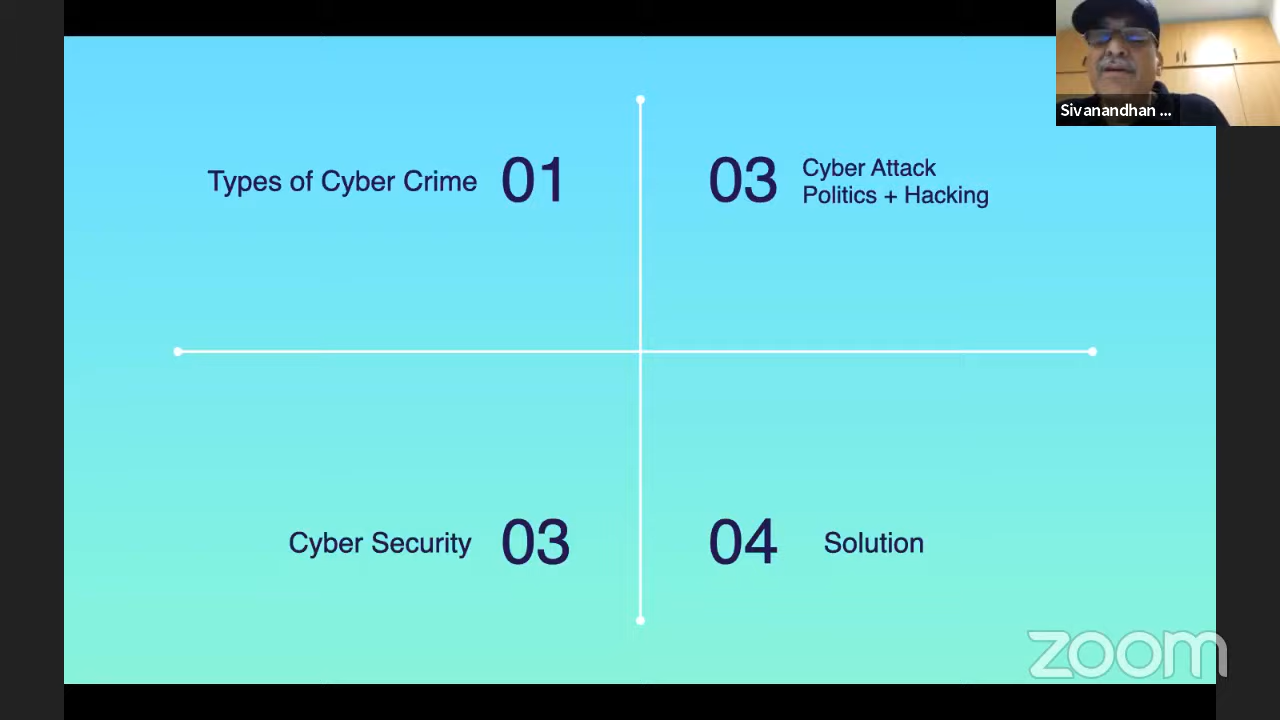 Sivanandhan ...
Types of Cyber Crime 01
03 Cyber Attack
Politics + Hacking
Cyber Security 03
04 Solution
zoom